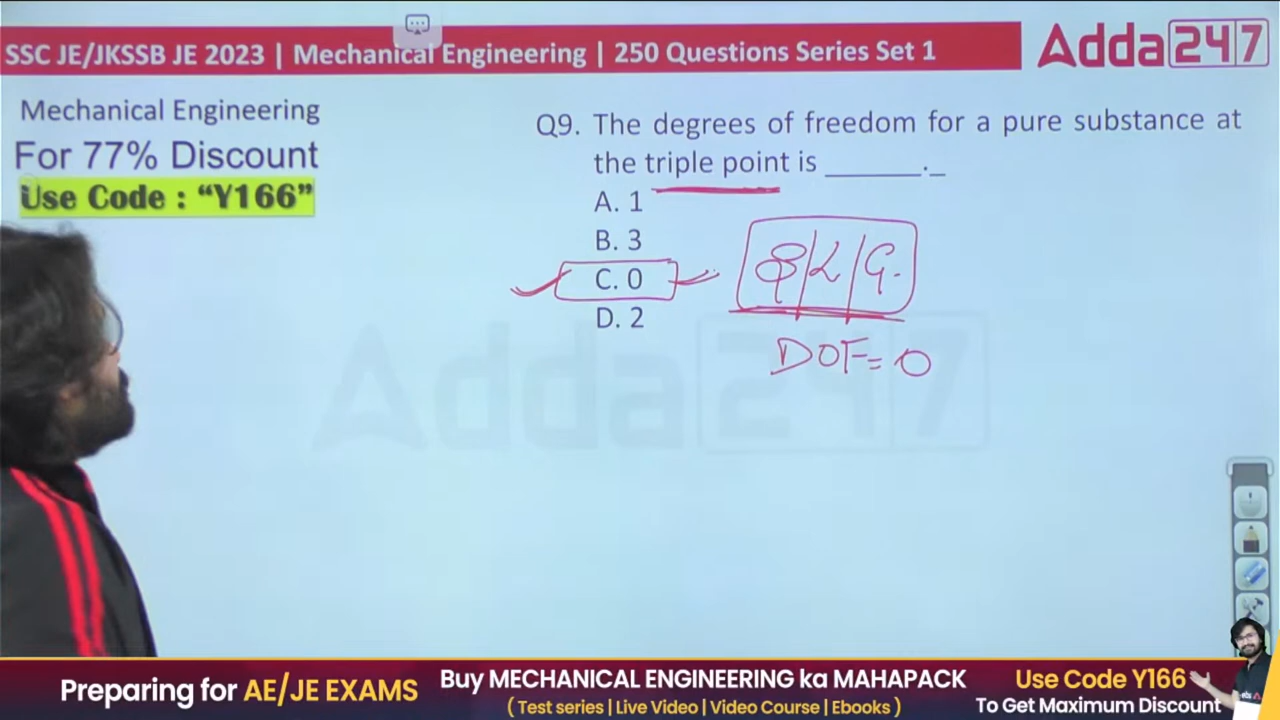 SSC JE/JKSSB JE 2023 | Mechanical Engineering | 250 Questions Series Set 1
Adda247
Mechanical Engineering
For 77% Discount
Use Code : “Y166”
Q9. The degrees of freedom for a pure substance at
the triple point is ______._
A. 1
B. 3
C. 0
D. 2
S | L | G.
DOF = 0
Adda247
Preparing for AE/JE EXAMS
Buy MECHANICAL ENGINEERING ka MAHAPACK
( Test series | Live Video | Video Course | Ebooks )
Use Code Y166
To Get Maximum Discount